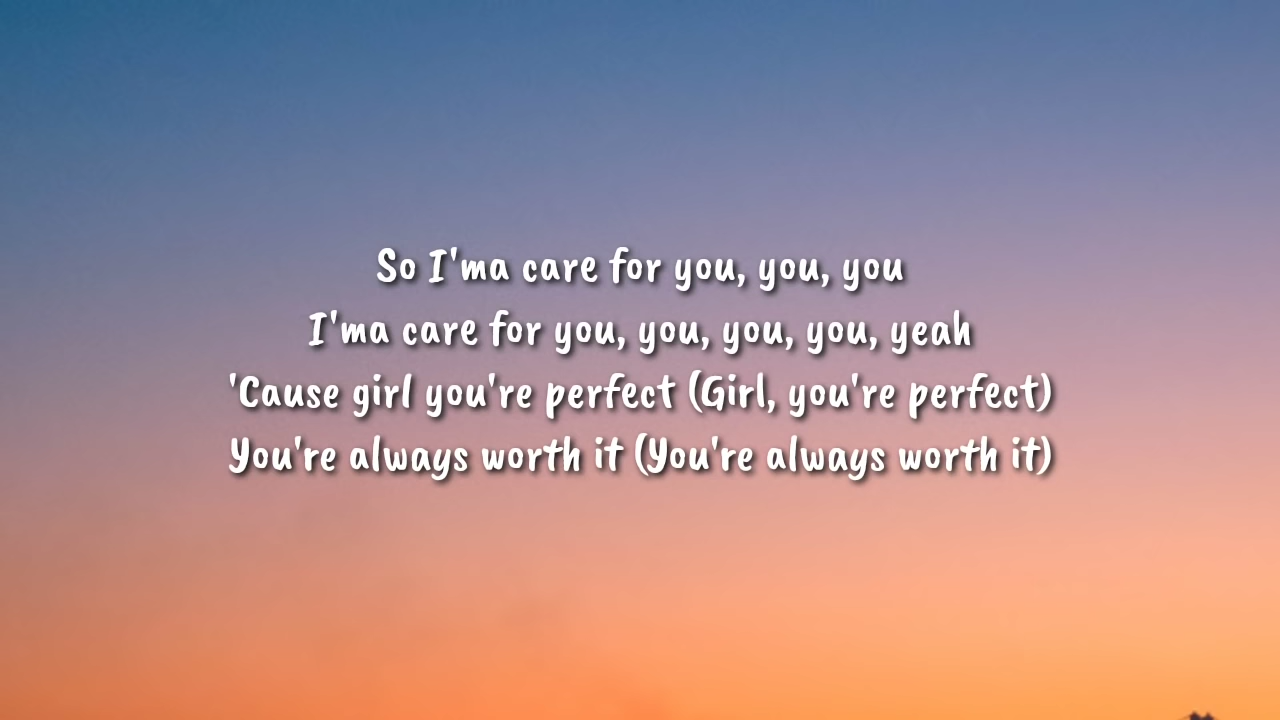 So I'ma care for you, you, you
I'ma care for you, you, you, you, yeah
'Cause girl you're perfect (Girl, you're perfect)
You're always worth it (You're always worth it)